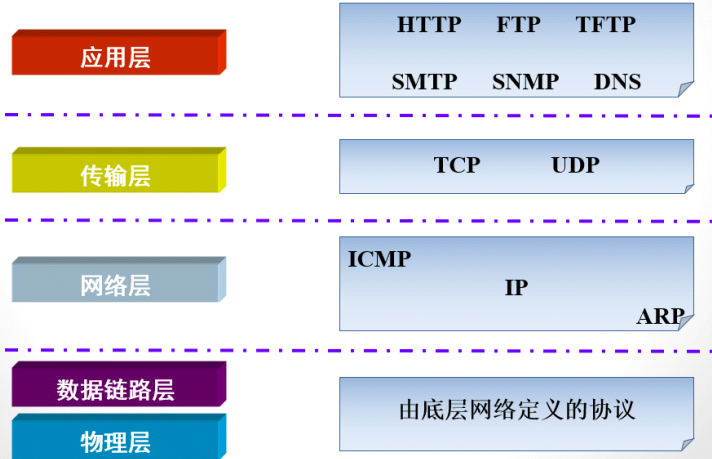 应用层
HTTP FTP TFTP
SMTP SNMP DNS
传输层
TCP UDP
网络层
ICMP
IP
ARP
数据链路层
物理层
由底层网络定义的协议